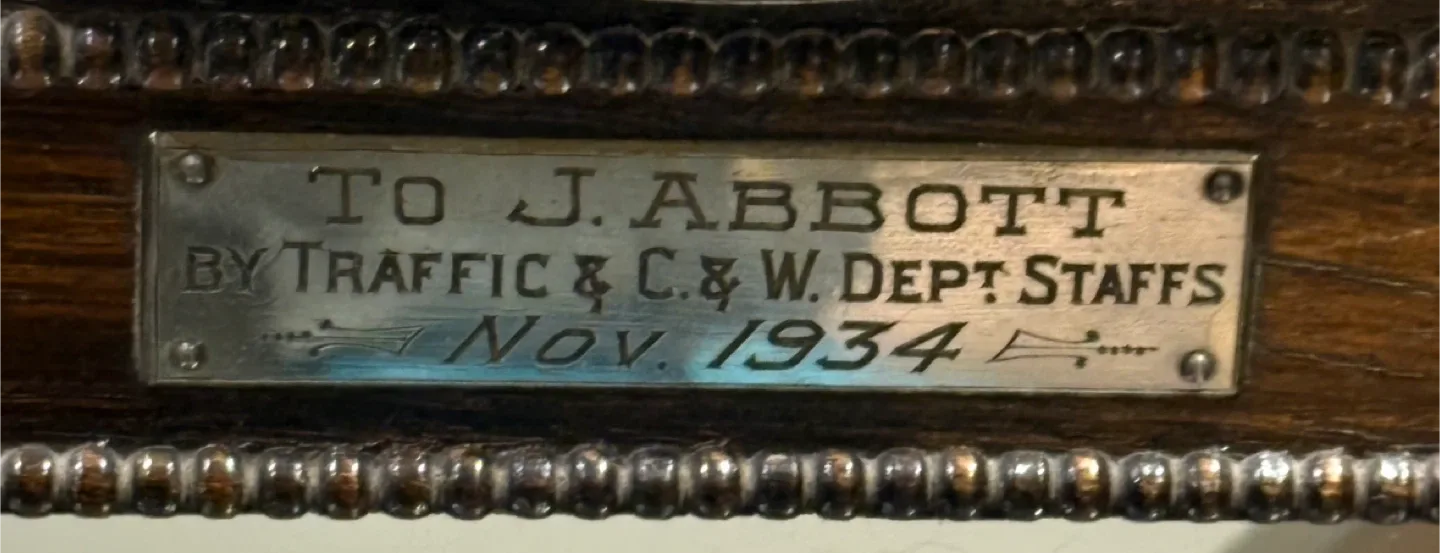 TO J. ABBOTT
BY TRAFFIC & C. & W. DEPT. STAFFS
NOV. 1934